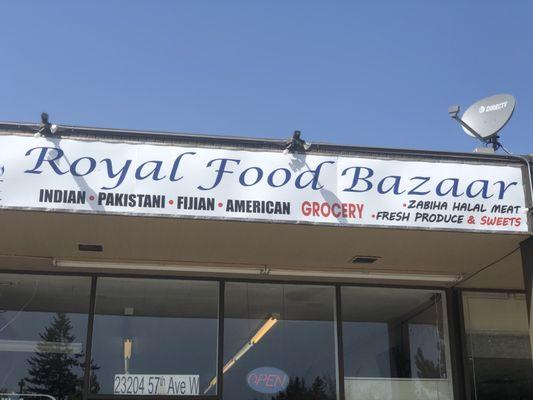 Royal Food Bazaar
INDIAN • PAKISTANI • FIJIAN • AMERICAN GROCERY
•ZABIHA HALAL MEAT
•FRESH PRODUCE & SWEETS
DIRECTV
OPEN
23204 57th Ave W